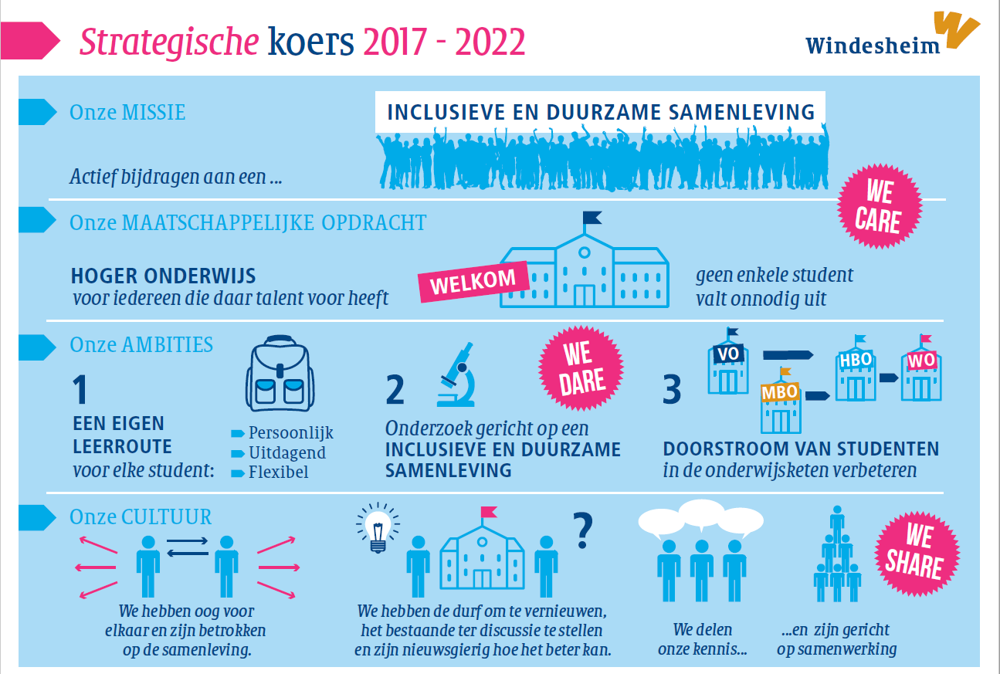 Strategische koers 2017 - 2022
Windesheim
Onze MISSIE
INCLUSIEVE EN DUURZAME SAMENLEVING
Actief bijdragen aan een ...
WE
CARE
Onze MAATSCHAPPELIJKE OPDRACHT
HOGER ONDERWIJS
voor iedereen die daar talent voor heeft
WELKOM
geen enkele student
valt onnodig uit
Onze AMBITIES
1
EEN EIGEN
LEERROUTE
voor elke student:
Persoonlijk
Uitdagend
Flexibel
2
Onderzoek gericht op een
INCLUSIEVE EN DUURZAME
SAMENLEVING
WE
DARE
3
VO
MBO
HBO
WO
DOORSTROOM VAN STUDENTEN
in de onderwijsketen verbeteren
Onze CULTUUR
We hebben oog voor
elkaar en zijn betrokken
op de samenleving.
?
We hebben de durf om te vernieuwen,
het bestaande ter discussie te stellen
en zijn nieuwsgierig hoe het beter kan.
We delen
onze kennis...
...en zijn gericht
op samenwerking
WE
SHARE